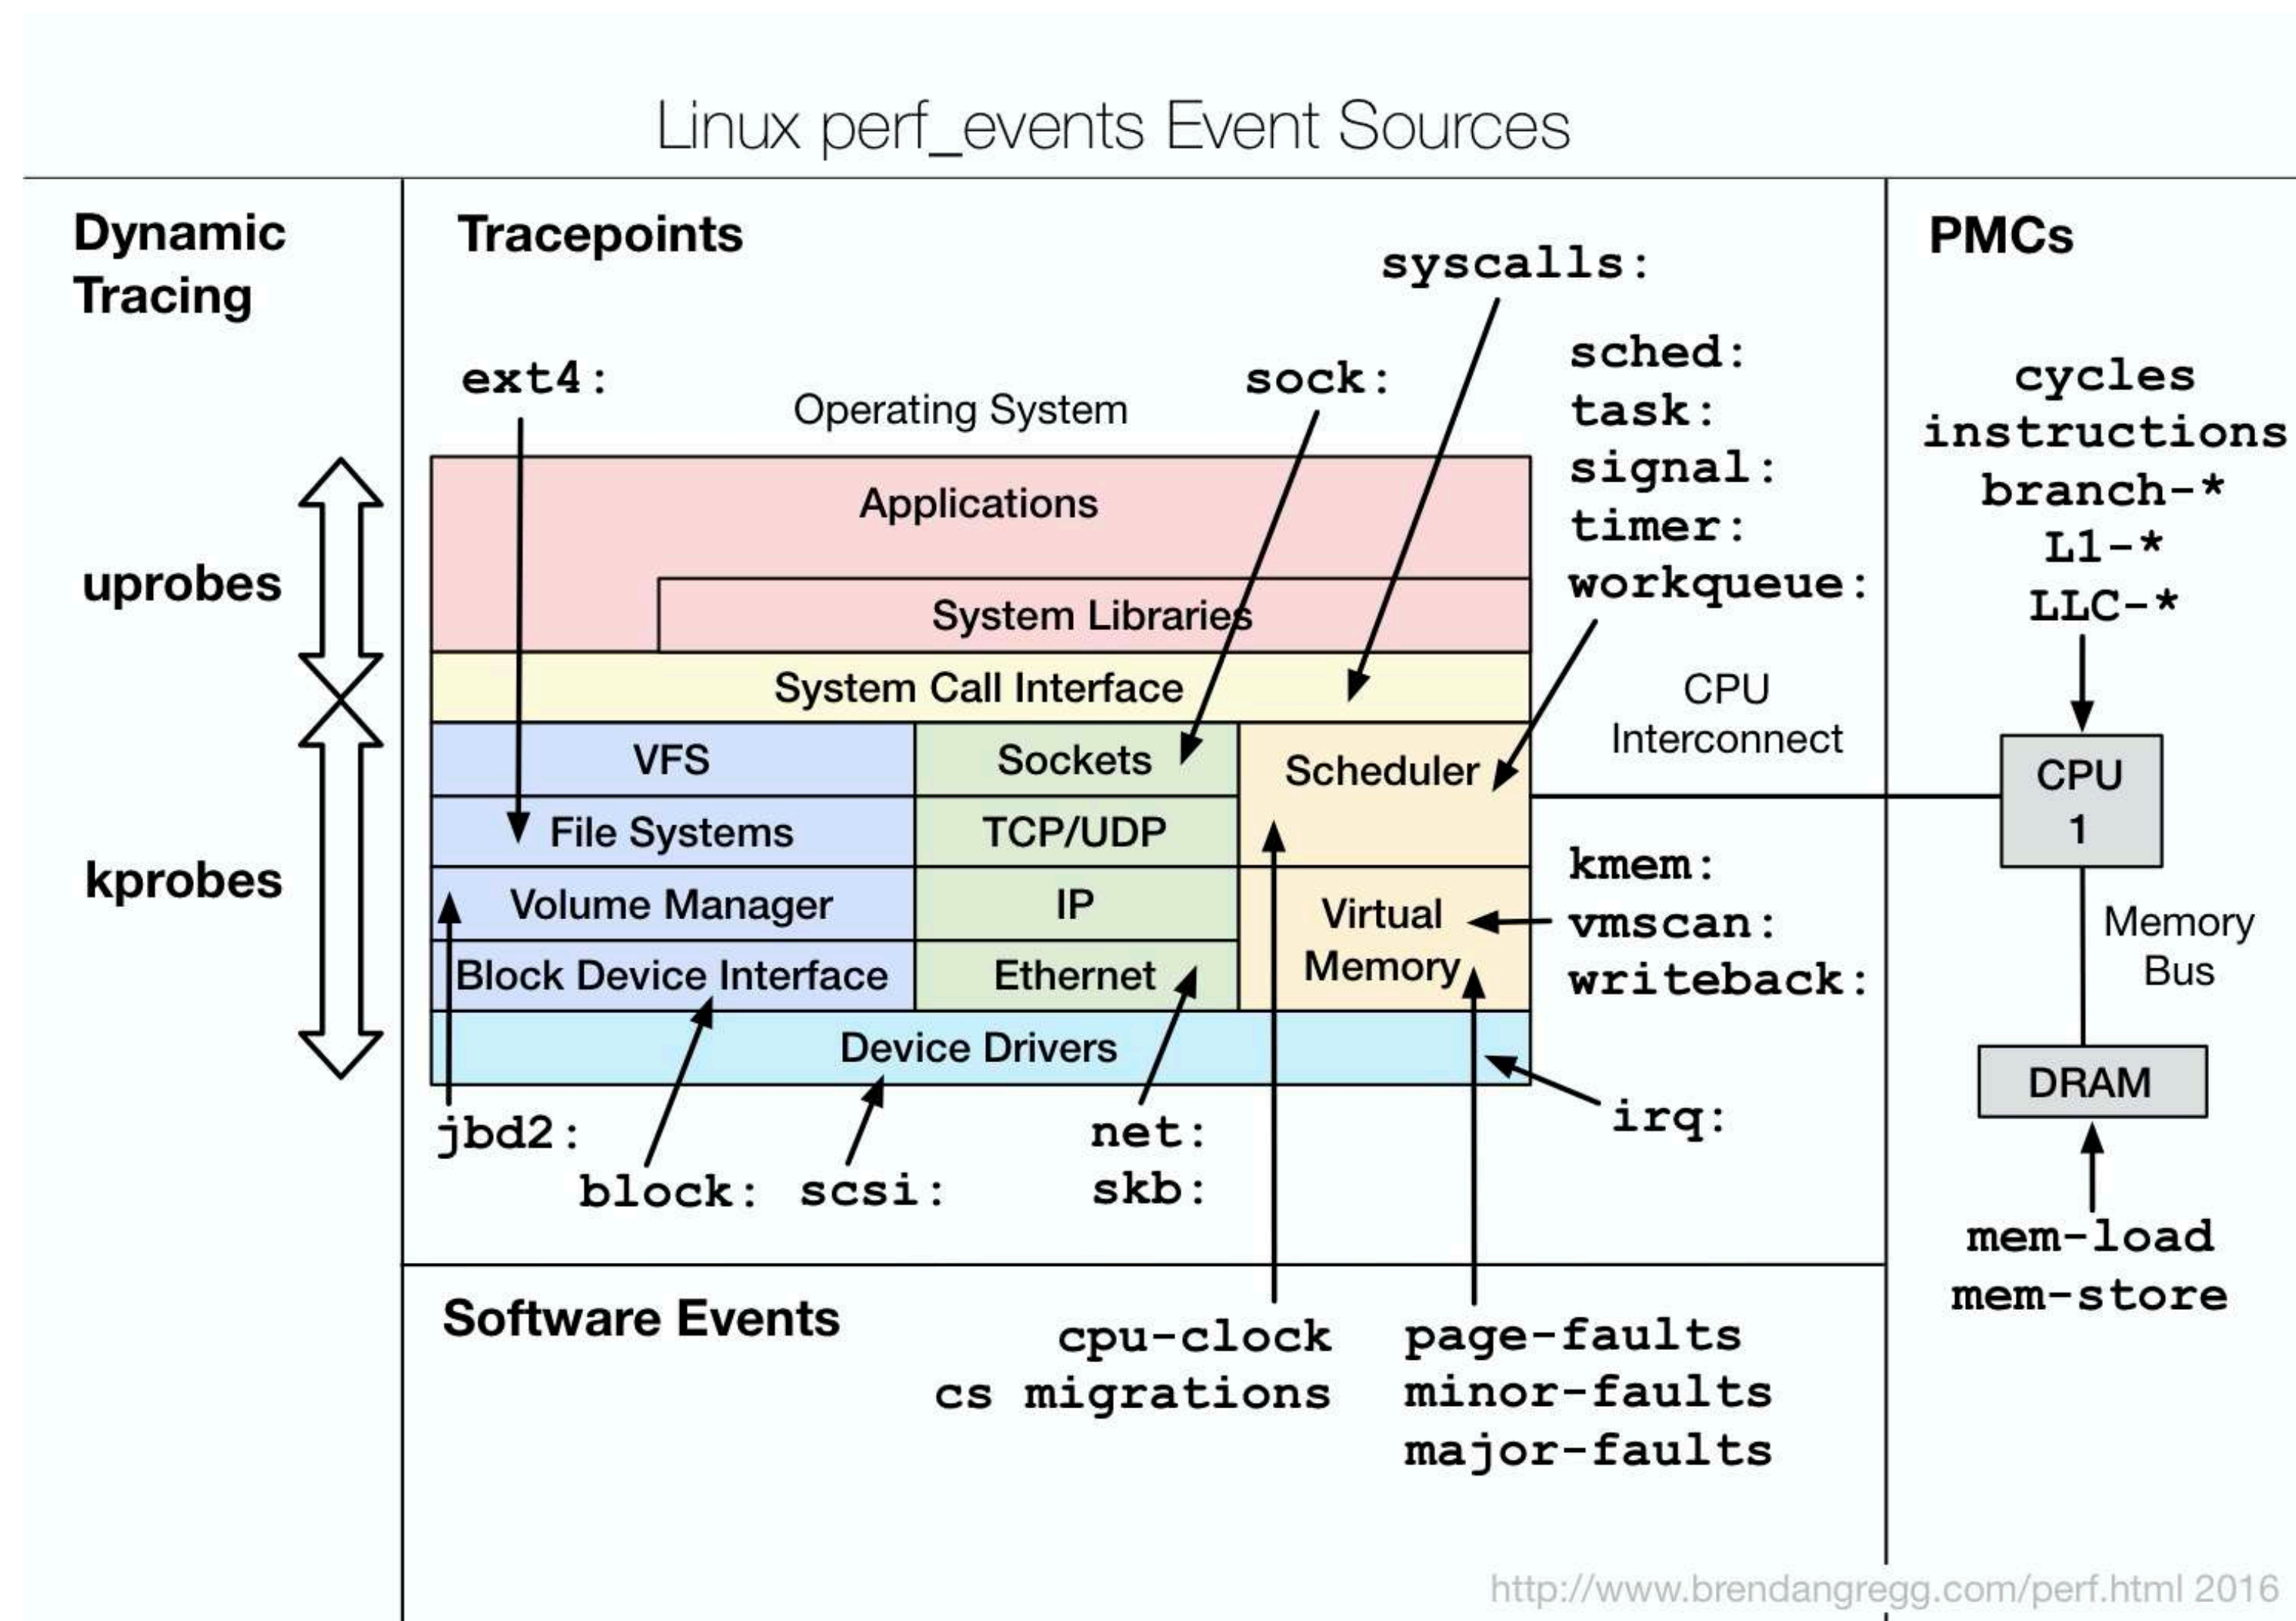 Linux perf_events Event Sources
Dynamic
Tracing
uprobes
kprobes
Tracepoints
syscalls:
ext4:
Operating System
sock:
sched:
task:
signal:
timer:
workqueue:
Applications
System Libraries
System Call Interface
VFS
Sockets
Scheduler
File Systems
TCP/UDP
Volume Manager
IP
Virtual
Memory
Block Device Interface
Ethernet
Device Drivers
CPU
Interconnect
kmem:
vmscan:
writeback:
irq:
jbd2:
block:
scsi:
net:
skb:
Software Events
cpu-clock
cs migrations
page-faults
minor-faults
major-faults
PMCs
cycles
instructions
branch-*
L1-*
LLC-*
CPU
1
Memory
Bus
DRAM
mem-load
mem-store
http://www.brendangregg.com/perf.html 2016